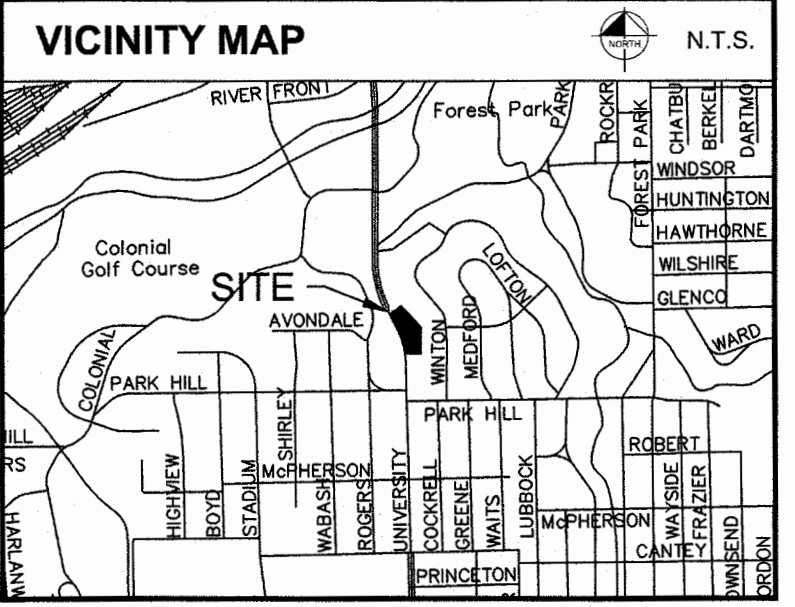 VICINITY MAP
NORTH
N.T.S.
RIVER FRONT
Forest Park
PARK
ROCKR
FOREST PARK
CHATBU
BERKEL
DARTMO
WINDSOR
HUNTINGTON
HAWTHORNE
WILSHIRE
GLENCO
WARD
Colonial
Golf Course
SITE
LOFTON
AVONDALE
WINTON
MEDFORD
COLONIAL
PARK HILL
PARK HILL
SHIRLEY
HILL
RS
McPHERSON
HIGHVIEW
BOYD
STADIUM
WABASH
ROGERS
UNIVERSITY
COCKRELL
GREENE
WAITS
LUBBOCK
ROBERT
McPHERSON
WAYSIDE
FRAZIER
CANTEY
OWNSEND
ORDON
HARLANW
PRINCETON